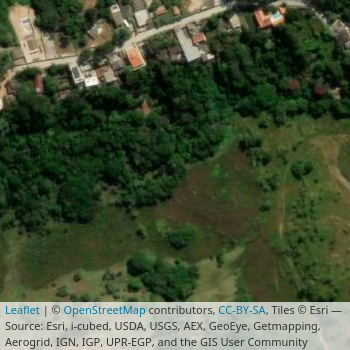 Leaflet | © OpenStreetMap contributors, CC-BY-SA, Tiles © Esri —
Source: Esri, i-cubed, USDA, USGS, AEX, GeoEye, Getmapping,
Aerogrid, IGN, IGP, UPR-EGP, and the GIS User Community